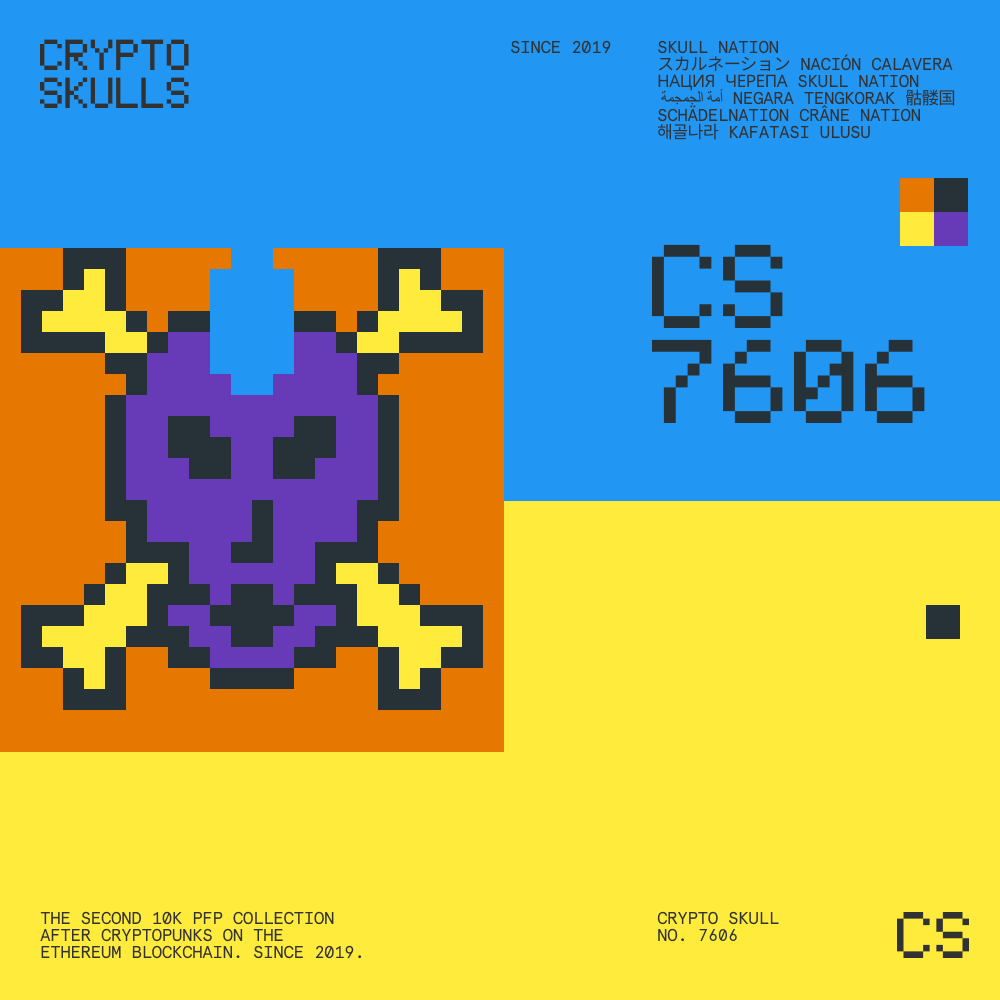 CRYPTO
SKULLS
SINCE 2019
SKULL NATION
スカルネーション NACIÓN CALAVERA
НАЦИЯ ЧЕРЕПА SKULL NATION
أمة الجمجمة NEGARA TENGKORAK 骷髅国
SCHÄDELNATION CRÂNE NATION
해골나라 KAFATASI ULUSU
CS
7606
THE SECOND 10K PFP COLLECTION
AFTER CRYPTOPUNKS ON THE
ETHEREUM BLOCKCHAIN. SINCE 2019.
CRYPTO SKULL
NO. 7606
CS